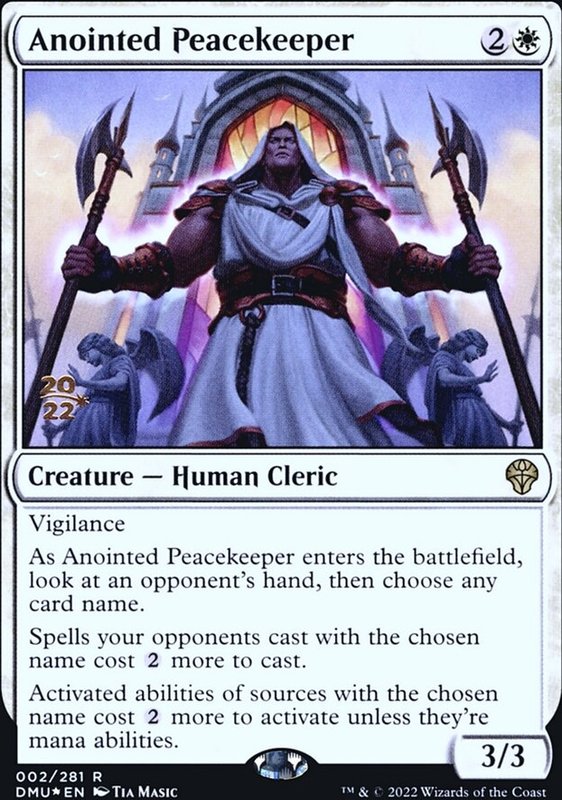 Anointed Peacekeeper 2
20
22
Creature — Human Cleric
Vigilance
As Anointed Peacekeeper enters the battlefield,
look at an opponent's hand, then choose any
card name.
Spells your opponents cast with the chosen
name cost 2 more to cast.
Activated abilities of sources with the chosen
name cost 2 more to activate unless they're
mana abilities.
3/3
002/281 R
DMU★EN Tia Masic
™ & © 2022 Wizards of the Coast